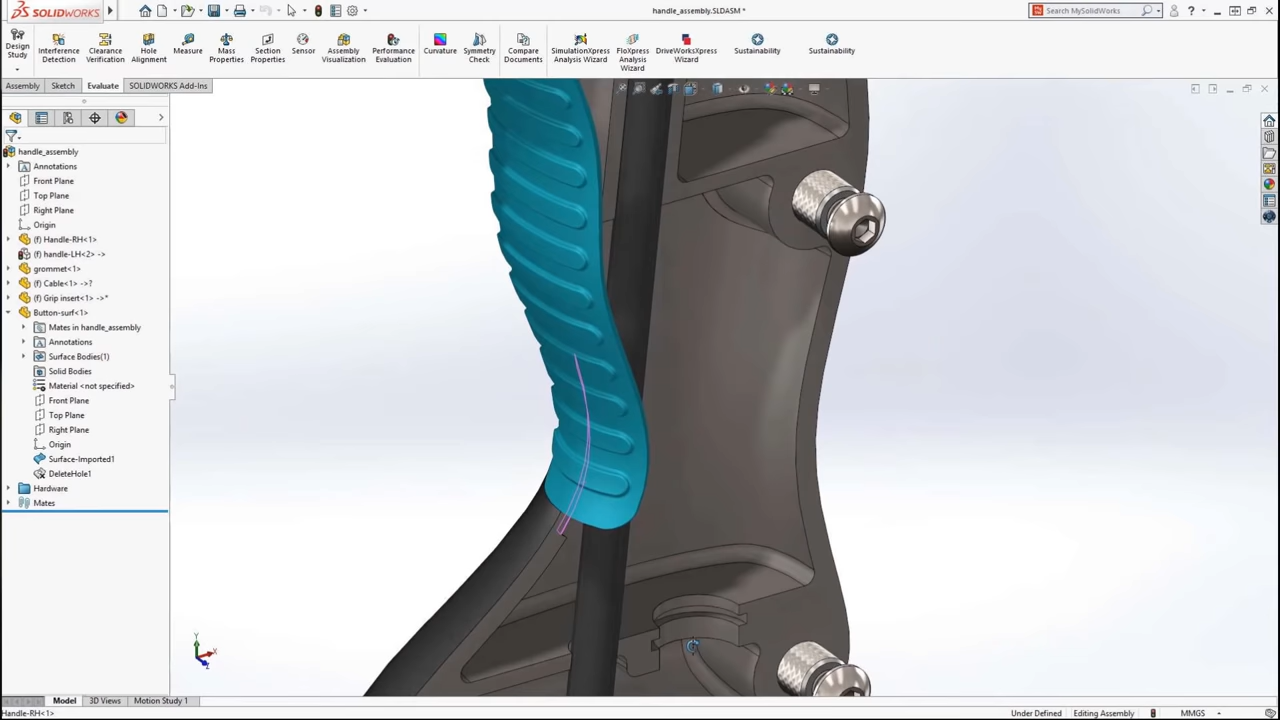 SOLIDWORKS
handle_assembly.SLDASM *
Search MySolidWorks
Design Study
Interference Detection
Clearance Verification
Hole Alignment
Measure
Mass Properties
Section Properties
Sensor
Assembly Visualization
Performance Evaluation
Curvature
Symmetry Check
Compare Documents
SimulationXpress Analysis Wizard
FloXpress Analysis Wizard
DriveWorksXpress Wizard
Sustainability
Sustainability
Assembly Sketch Evaluate SOLIDWORKS Add-Ins
handle_assembly
Annotations
Front Plane
Top Plane
Right Plane
Origin
(f) Handle-RH<1>
(f) handle-LH<2> ->
grommet<1>
(f) Cable<1> ->?
(f) Grip insert<1> ->*
Button-surf<1>
Mates in handle_assembly
Annotations
Surface Bodies(1)
Solid Bodies
Material <not specified>
Front Plane
Top Plane
Right Plane
Origin
Surface-Imported1
DeleteHole1
Hardware
Mates
Y
X
Z
Model 3D Views Motion Study 1
Handle-RH<1> Under Defined Editing Assembly MMGS